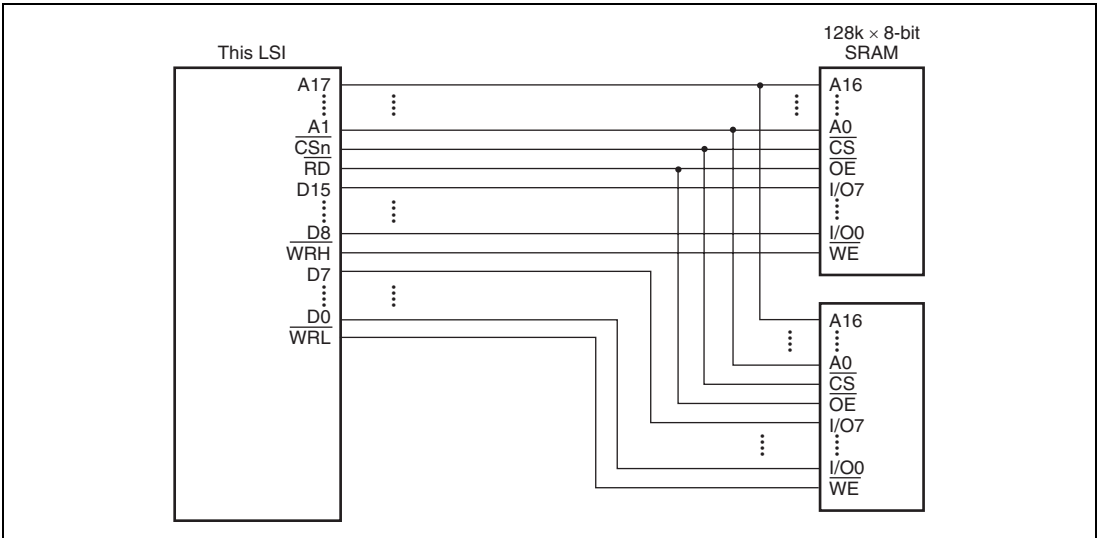 This LSI
A17
A1
CSn
RD
D15
D8
WRH
D7
D0
WRL
128k × 8-bit
SRAM
A16
A0
CS
OE
I/O7
I/O0
WE
A16
A0
CS
OE
I/O7
I/O0
WE